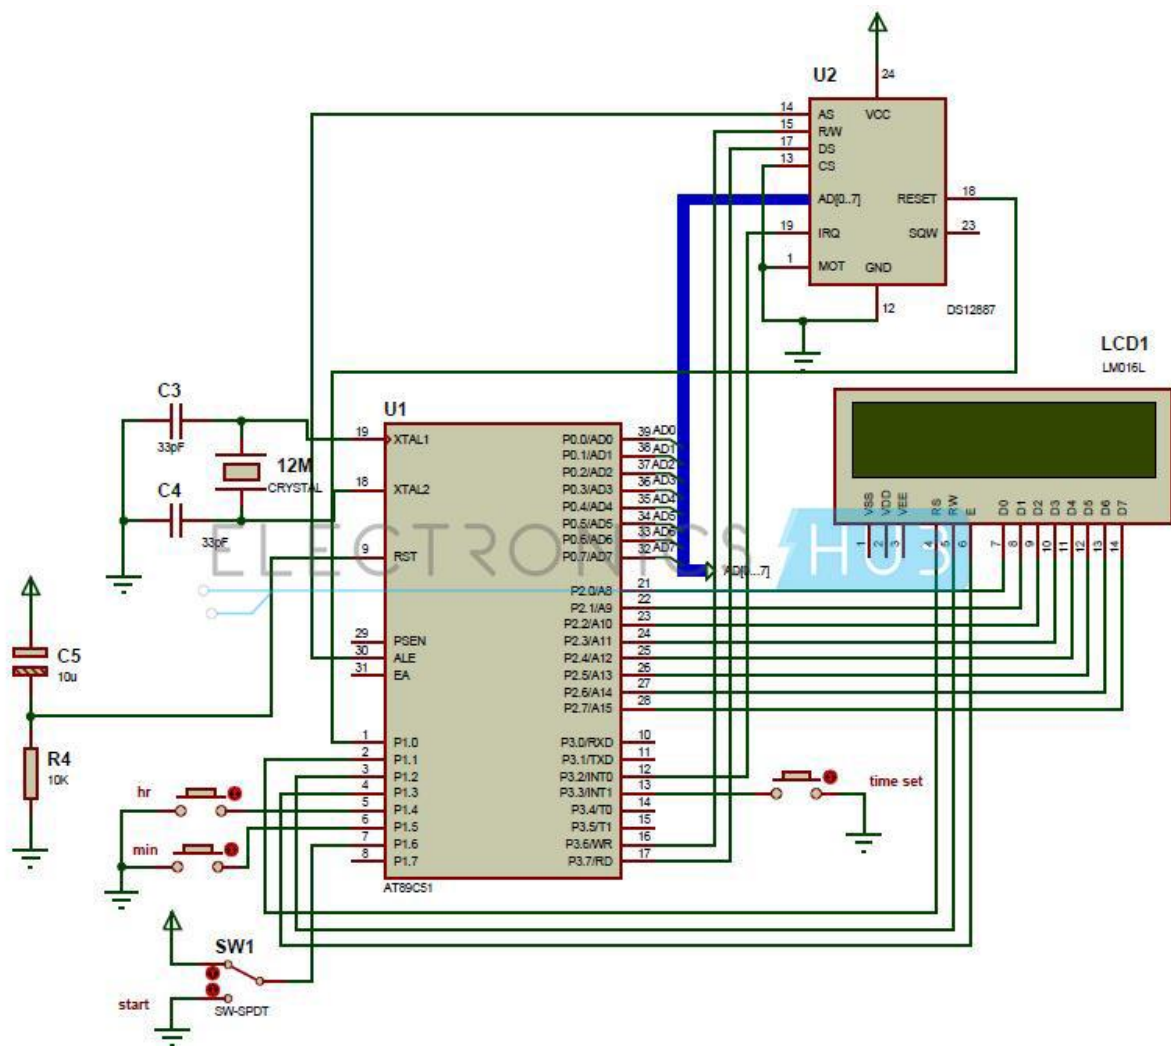 U2
24
14 AS VCC
15 R/W
17 DS
13 CS
AD[0..7] RESET 18
19 IRQ SQW 23
1 MOT GND
12
DS12887
LCD1
LM016L
VSS VDD VEE RS RW E D0 D1 D2 D3 D4 D5 D6 D7
1 2 3 4 5 6 7 8 9 10 11 12 13 14
C3
33pF
12M
CRYSTAL
C4
33pF
U1
19 XTAL1 P0.0/AD0 39 AD0
P0.1/AD1 38 AD1
P0.2/AD2 37 AD2
18 XTAL2 P0.3/AD3 36 AD3
P0.4/AD4 35 AD4
P0.5/AD5 34 AD5
P0.6/AD6 33 AD6
9 RST P0.7/AD7 32 AD7
AD[0...7]
ELECTRONICS HUB
P2.0/A8 21
P2.1/A9 22
P2.2/A10 23
29 PSEN P2.3/A11 24
30 ALE P2.4/A12 25
31 EA P2.5/A13 26
P2.6/A14 27
P2.7/A15 28
1 P1.0 P3.0/RXD 10
2 P1.1 P3.1/TXD 11
3 P1.2 P3.2/INT0 12
4 P1.3 P3.3/INT1 13
5 P1.4 P3.4/T0 14
6 P1.5 P3.5/T1 15
7 P1.6 P3.6/WR 16
8 P1.7 P3.7/RD 17
AT89C51
C5
10u
R4
10K
hr
min
time set
SW1
start
SW-SPDT